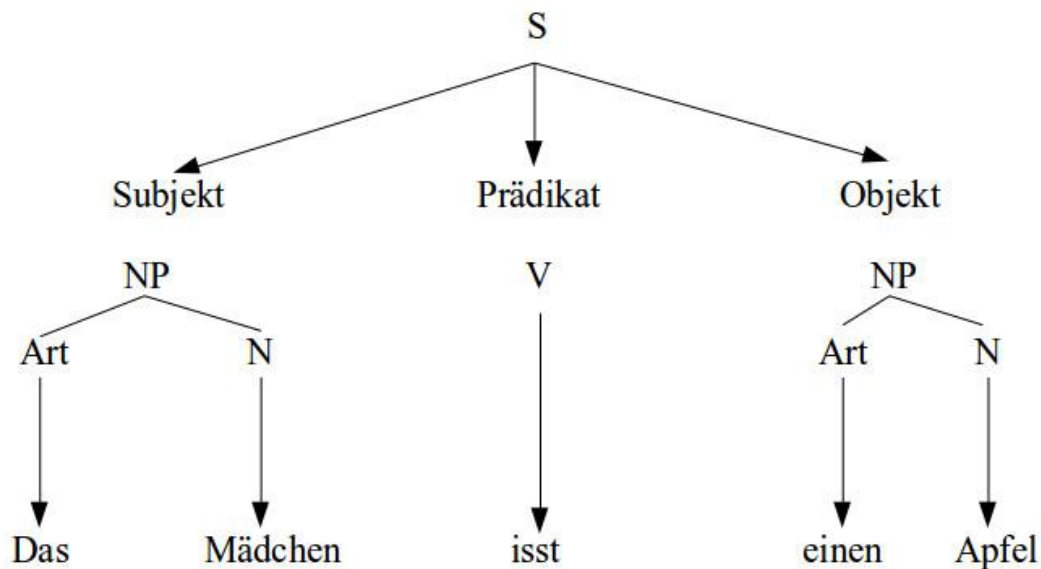 S
Subjekt Prädikat Objekt
NP V NP
Art N Art N
Das Mädchen isst einen Apfel